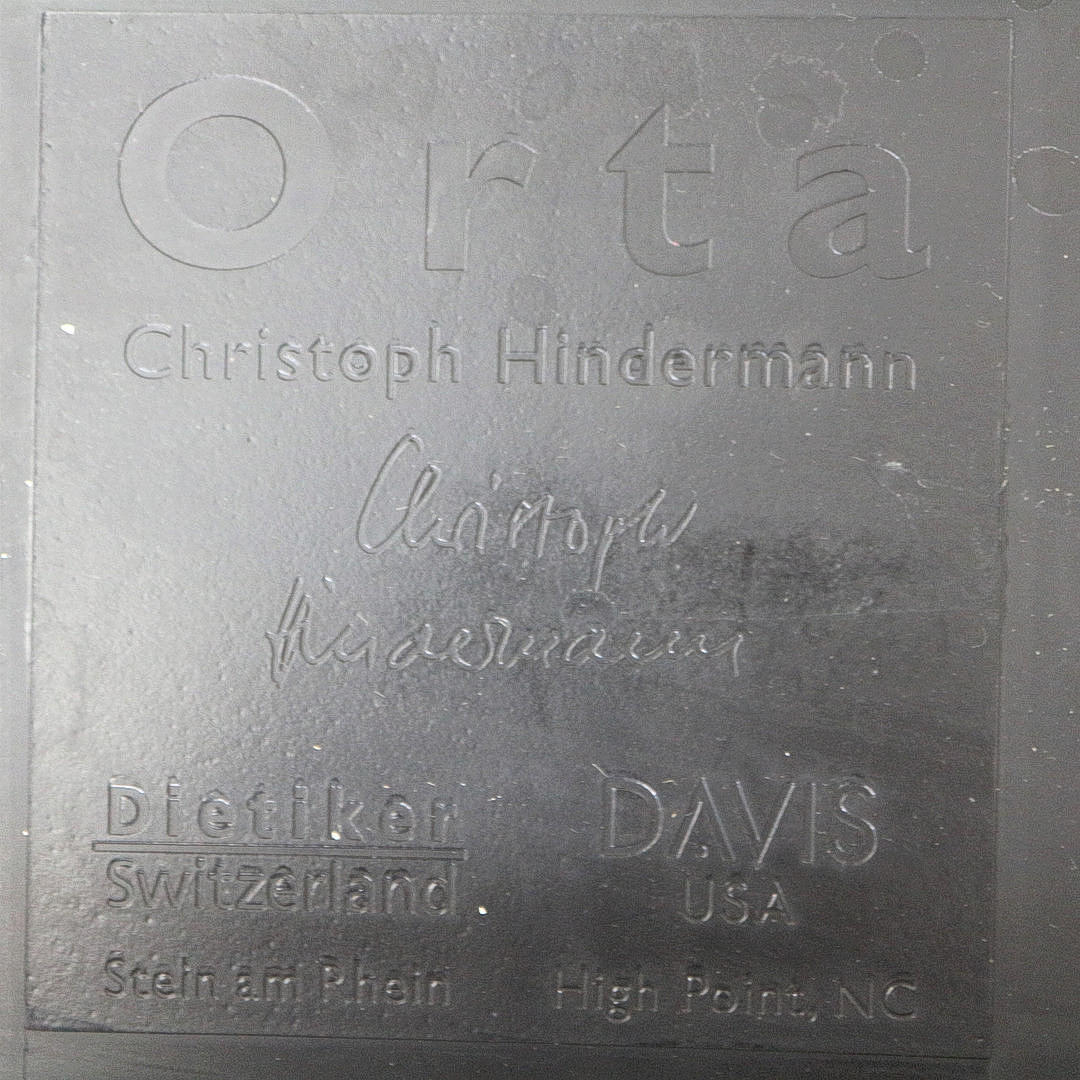 Orta
Christoph Hindermann
Christoph
Hindermann
Dietiker
Switzerland
Stein am Rhein
DAVIS
USA
High Point, NC